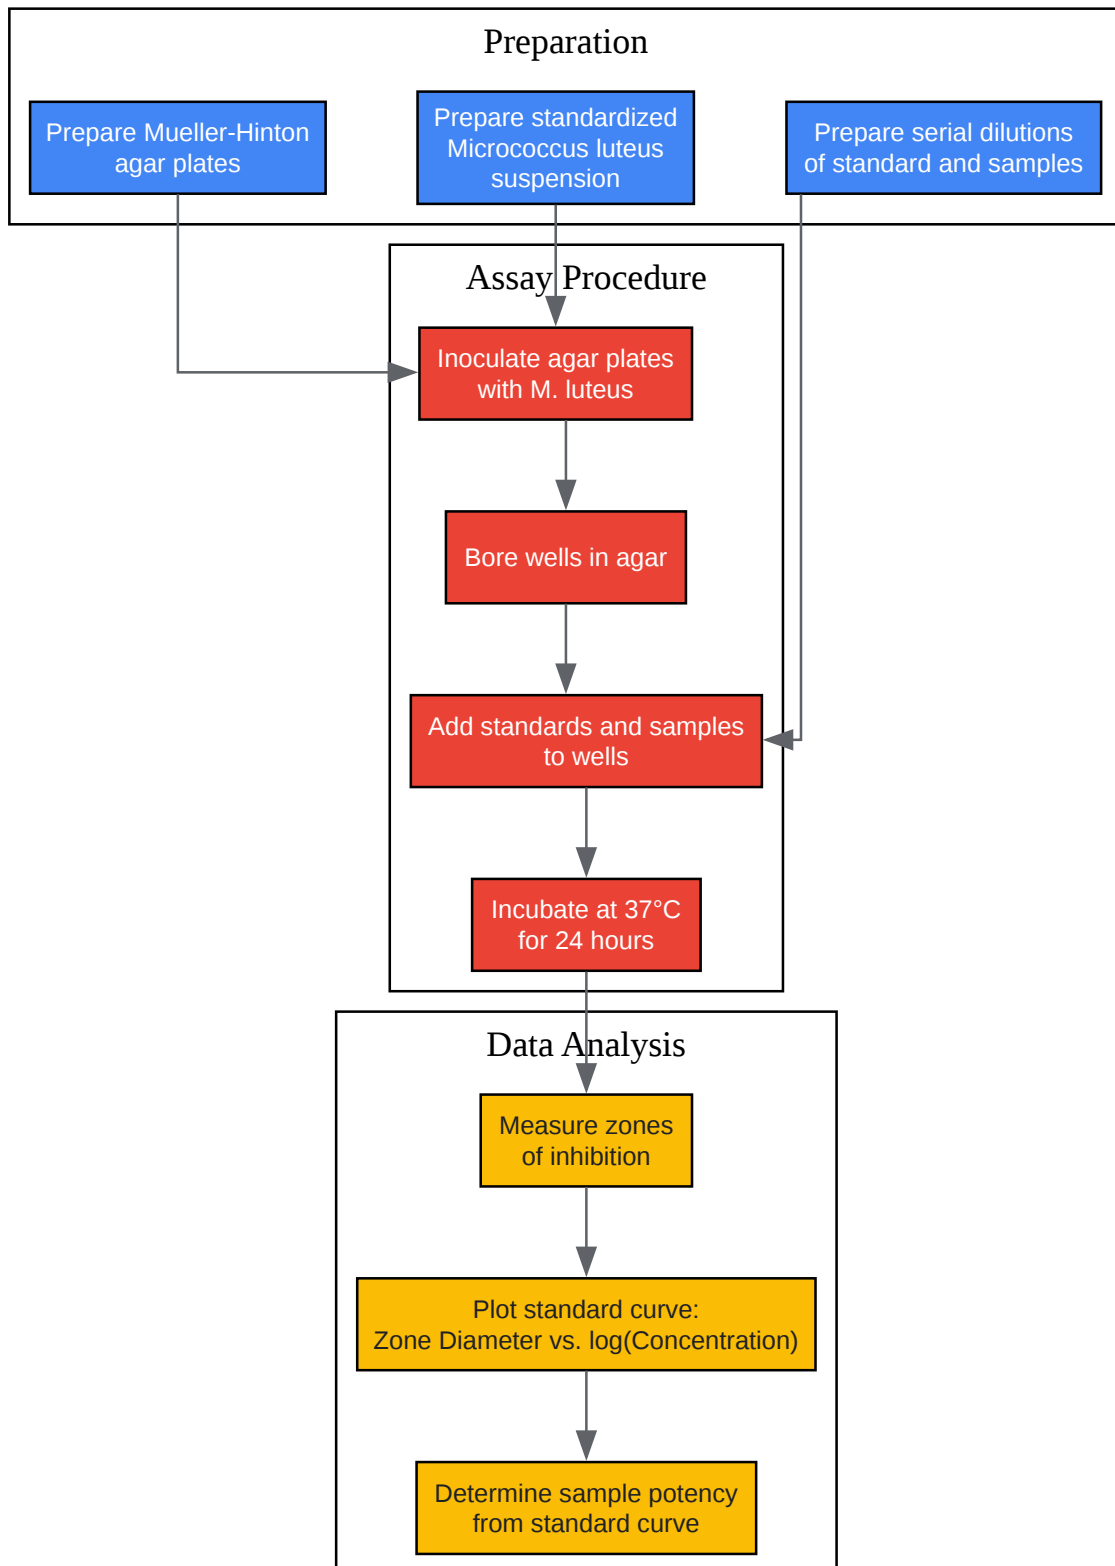 Preparation
Prepare Mueller-Hinton
agar plates
Prepare standardized
Micrococcus luteus
suspension
Prepare serial dilutions
of standard and samples
Assay Procedure
Inoculate agar plates
with M. luteus
Bore wells in agar
Add standards and samples
to wells
Incubate at 37°C
for 24 hours
Data Analysis
Measure zones
of inhibition
Plot standard curve:
Zone Diameter vs. log(Concentration)
Determine sample potency
from standard curve